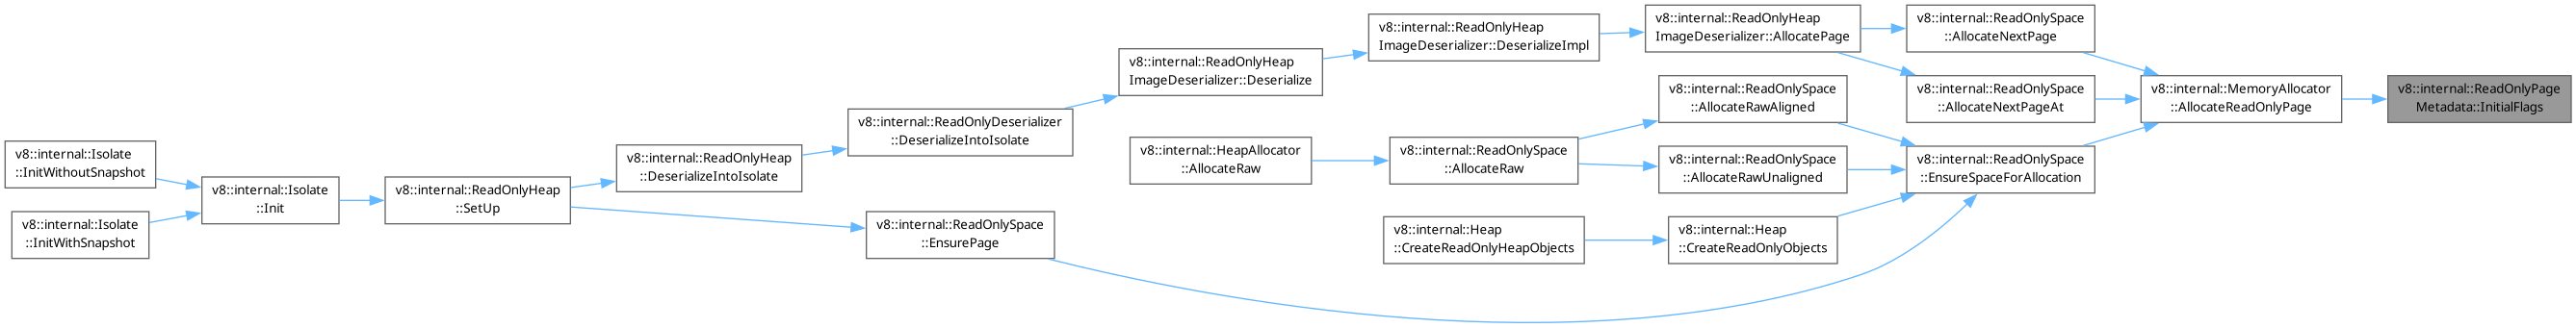 v8::internal::ReadOnlyHeap
ImageDeserializer::AllocatePage
v8::internal::ReadOnlySpace
::AllocateNextPage
v8::internal::ReadOnlyHeap
ImageDeserializer::DeserializeImpl
v8::internal::ReadOnlyHeap
ImageDeserializer::Deserialize
v8::internal::ReadOnlySpace
::AllocateRawAligned
v8::internal::ReadOnlySpace
::AllocateNextPageAt
v8::internal::MemoryAllocator
::AllocateReadOnlyPage
v8::internal::ReadOnlyPage
Metadata::InitialFlags
v8::internal::ReadOnlyDeserializer
::DeserializeIntoIsolate
v8::internal::HeapAllocator
::AllocateRaw
v8::internal::ReadOnlySpace
::AllocateRaw
v8::internal::ReadOnlySpace
::AllocateRawUnaligned
v8::internal::ReadOnlySpace
::EnsureSpaceForAllocation
v8::internal::Isolate
::InitWithoutSnapshot
v8::internal::ReadOnlyHeap
::DeserializeIntoIsolate
v8::internal::Isolate
::Init
v8::internal::ReadOnlyHeap
::SetUp
v8::internal::Isolate
::InitWithSnapshot
v8::internal::ReadOnlySpace
::EnsurePage
v8::internal::Heap
::CreateReadOnlyHeapObjects
v8::internal::Heap
::CreateReadOnlyObjects